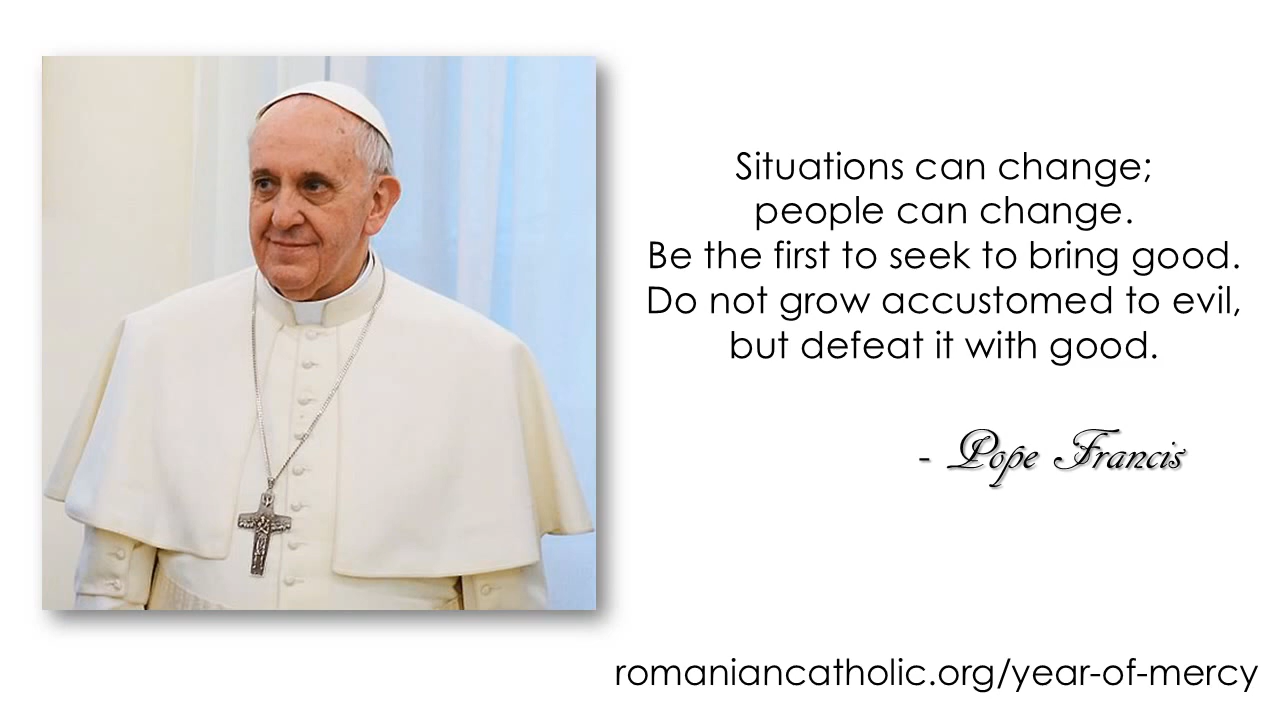 Situations can change;
people can change.
Be the first to seek to bring good.
Do not grow accustomed to evil,
but defeat it with good.
- Pope Francis
romaniancatholic.org/year-of-mercy